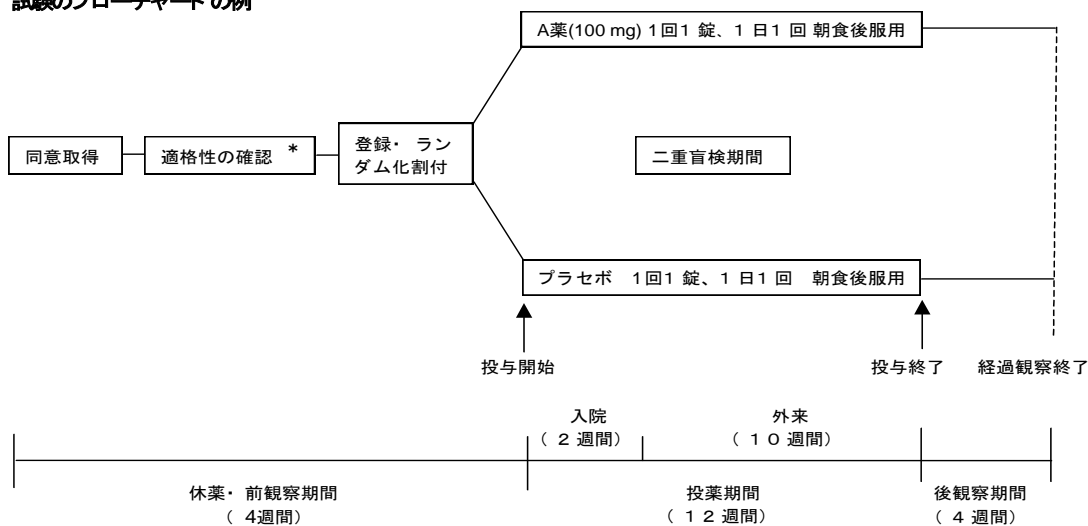 試験のフローチャートの例
A薬(100 mg) 1回1 錠、1 日1 回 朝食後服用
同意取得
適格性の確認 *
登録・ ラン
ダム化割付
二重盲検期間
プラセボ 1回1 錠、1 日1 回 朝食後服用
投与開始
投与終了
経過観察終了
入院
( 2 週間)
外来
( 1 0 週間)
休薬・ 前観察期間
( 4週間)
投薬期間
( 1 2 週間)
後観察期間
( 4 週間)